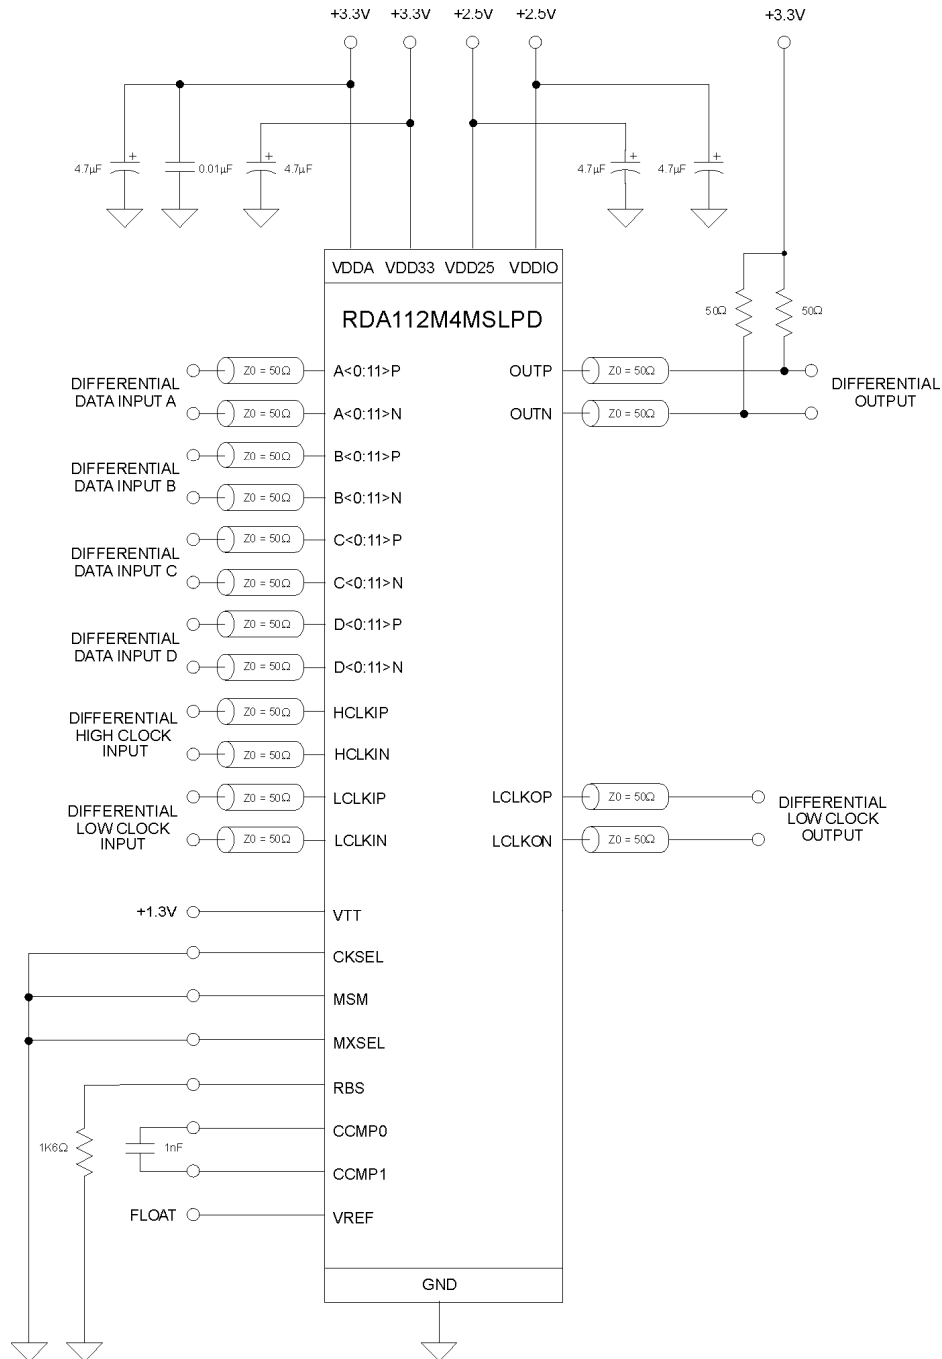 +3.3V +3.3V +2.5V +2.5V +3.3V
+ + + +
4.7µF 0.01µF 4.7µF 4.7µF 4.7µF
VDDA VDD33 VDD25 VDDIO
RDA112M4MSLPD
50Ω 50Ω
DIFFERENTIAL
DATA INPUT A
Z0 = 50Ω A<0:11>P OUTP Z0 = 50Ω
Z0 = 50Ω A<0:11>N OUTN Z0 = 50Ω
DIFFERENTIAL
OUTPUT
DIFFERENTIAL
DATA INPUT B
Z0 = 50Ω B<0:11>P
Z0 = 50Ω B<0:11>N
DIFFERENTIAL
DATA INPUT C
Z0 = 50Ω C<0:11>P
Z0 = 50Ω C<0:11>N
DIFFERENTIAL
DATA INPUT D
Z0 = 50Ω D<0:11>P
Z0 = 50Ω D<0:11>N
DIFFERENTIAL
HIGH CLOCK
INPUT
Z0 = 50Ω HCLKIP
Z0 = 50Ω HCLKIN
DIFFERENTIAL
LOW CLOCK
INPUT
Z0 = 50Ω LCLKIP LCLKOP Z0 = 50Ω
Z0 = 50Ω LCLKIN LCLKON Z0 = 50Ω
DIFFERENTIAL
LOW CLOCK
OUTPUT
+1.3V VTT
CKSEL
MSM
MXSEL
RBS
1K6Ω
CCMP0
1nF
CCMP1
FLOAT VREF
GND